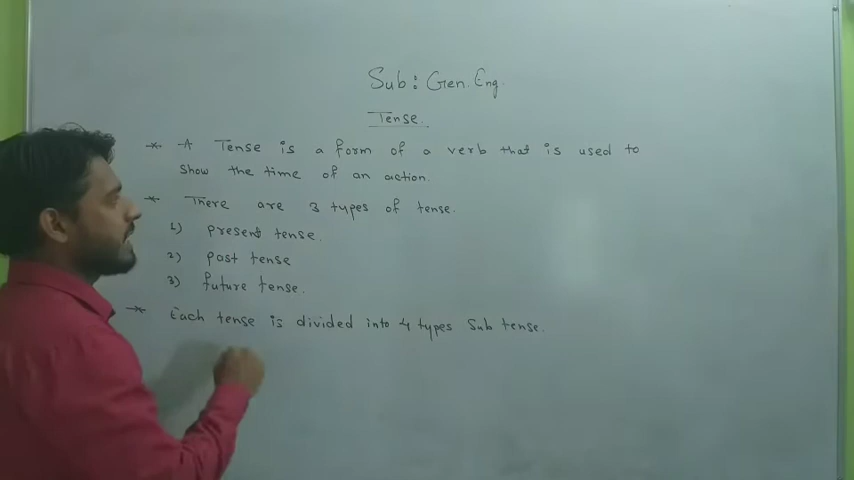 Sub: Gen. Eng.
Tense.
* A Tense is a form of a verb that is used to
show the time of an action.
* There are 3 types of tense.
1) present tense.
2) past tense
3) future tense.
* Each tense is divided into 4 types Sub tense.